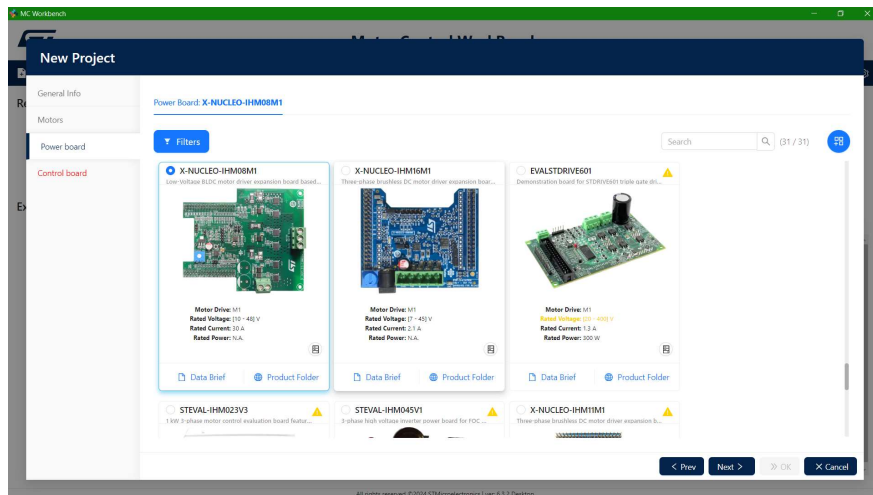 MC Workbench
New Project
General Info
Motors
Power board
Control board
Power Board: X-NUCLEO-IHM08M1
Filters
Search
(31 / 31)
X-NUCLEO-IHM08M1
Low-Voltage BLDC motor driver expansion board based...
Motor Drive: M1
Rated Voltage: [10 - 48] V
Rated Current: 30 A
Rated Power: N.A.
Data Brief
Product Folder
X-NUCLEO-IHM16M1
Three-phase brushless DC motor driver expansion boar...
Motor Drive: M1
Rated Voltage: [7 - 45] V
Rated Current: 2.1 A
Rated Power: N.A.
Data Brief
Product Folder
EVALSTDRIVE601
Demonstration board for STDRIVE601 triple gate dri...
Motor Drive: M1
Rated Current: 1.3 A
Rated Power: 300 W
Data Brief
Product Folder
STEVAL-IHM023V3
1 kW 3-phase motor control evaluation board featur...
STEVAL-IHM045V1
3-phase high voltage inverter power board for FOC ...
X-NUCLEO-IHM11M1
Three-phase brushless DC motor driver expansion b...
< Prev
Next >
OK
Cancel